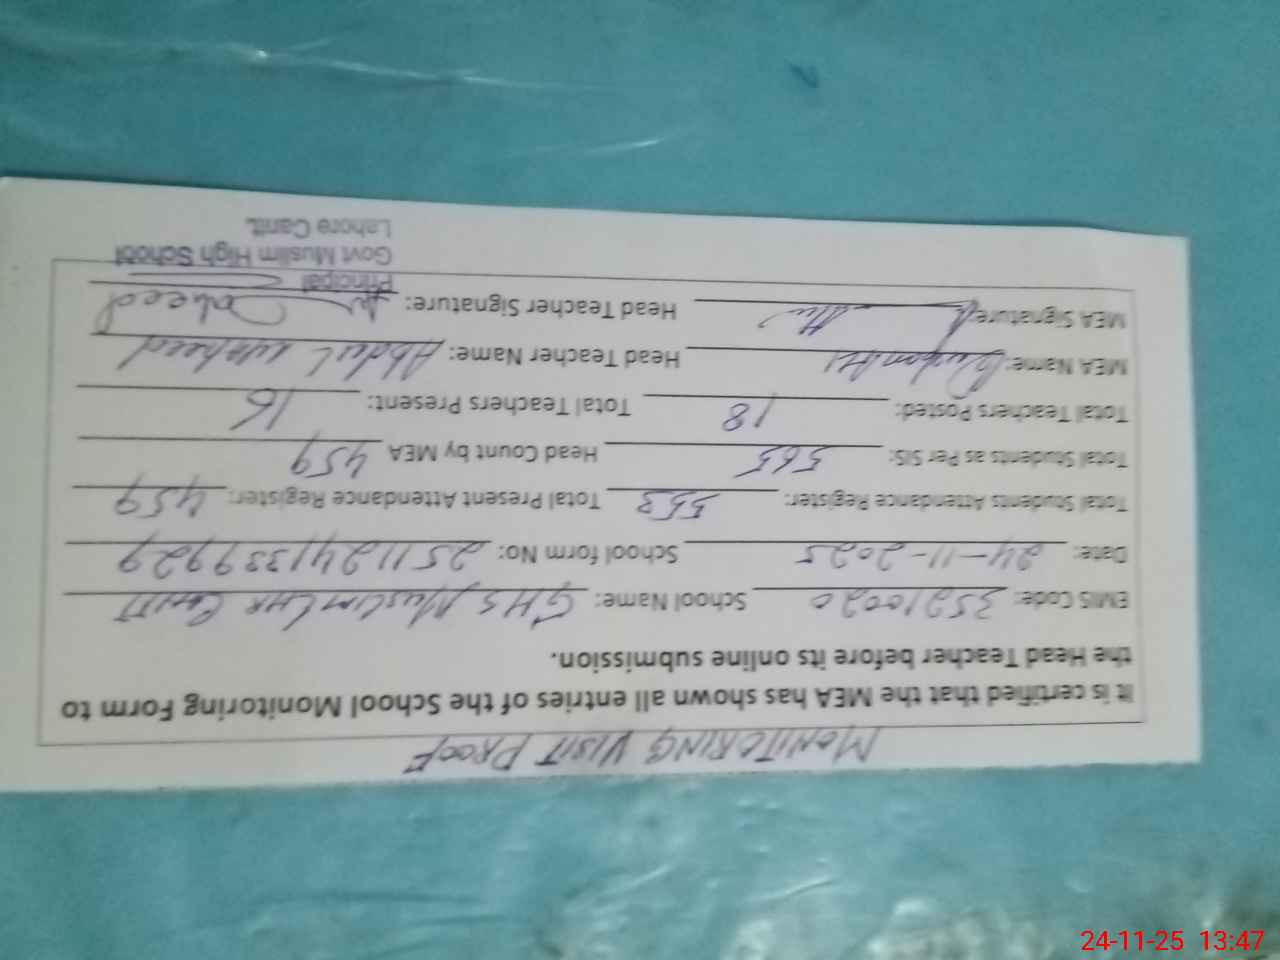 MONITORING VISIT PROOF
It is certified that the MEA has shown all entries of the School Monitoring Form to
the Head Teacher before its online submission.
EMIS Code: 35210020 School Name: GHS Muslim LHR Cantt
Date: 24-11-2025 School form No: 2511241339929
Total Students Attendance Register: 553 Total Present Attendant Register: 459
Total Students as Per SIS: 565 Head Count by MEA 459
Total Teachers Posted: 18 Total Teachers Present: 16
MEA Name: Head Teacher Name: Abdul Waheed
MEA Signature: Head Teacher Signature: A Waheed
Principal
Govt Muslim High School
Lahore Cantt.
24-11-25 13:47